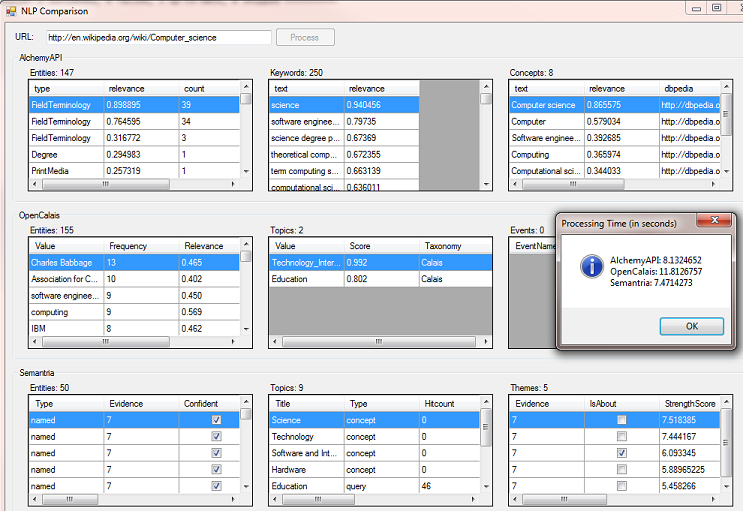 NLP Comparison
URL: http://en.wikipedia.org/wiki/Computer_science Process
AlchemyAPI
Entities: 147
type relevance count
FieldTerminology 0.898895 39
FieldTerminology 0.764595 34
FieldTerminology 0.316772 3
Degree 0.294983 1
PrintMedia 0.257319 1
Keywords: 250
text relevance
science 0.940456
software enginee... 0.79735
science degree p... 0.67369
theoretical comp... 0.672355
term computing s... 0.663139
computational sci... 0.636011
Concepts: 8
text relevance dbpedia
Computer science 0.865575 http://dbpedia.o
Computer 0.579034 http://dbpedia.o
Software enginee... 0.392685 http://dbpedia.o
Computing 0.365974 http://dbpedia.o
Computational sci... 0.344033 http://dbpedia.o
OpenCalais
Entities: 155
Value Frequency Relevance
Charles Babbage 13 0.465
Association for C... 10 0.402
software enginee... 9 0.450
computing 9 0.569
IBM 8 0.462
Topics: 2
Value Score Taxonomy
Technology_Inter... 0.992 Calais
Education 0.802 Calais
Events: 0
EventName
Processing Time (in seconds)
AlchemyAPI: 8.1324652
OpenCalais: 11.8126757
Semantria: 7.4714273
OK
Semantria
Entities: 50
Type Evidence Confident
named 7
named 7
named 7
named 7
named 7
Topics: 9
Title Type Hitcount
Science concept 0
Technology concept 0
Software and Int... concept 0
Hardware concept 0
Education query 46
Themes: 5
Evidence IsAbout StrengthScore
7 7.518385
7 7.444167
7 6.093345
7 5.88965225
7 5.458266